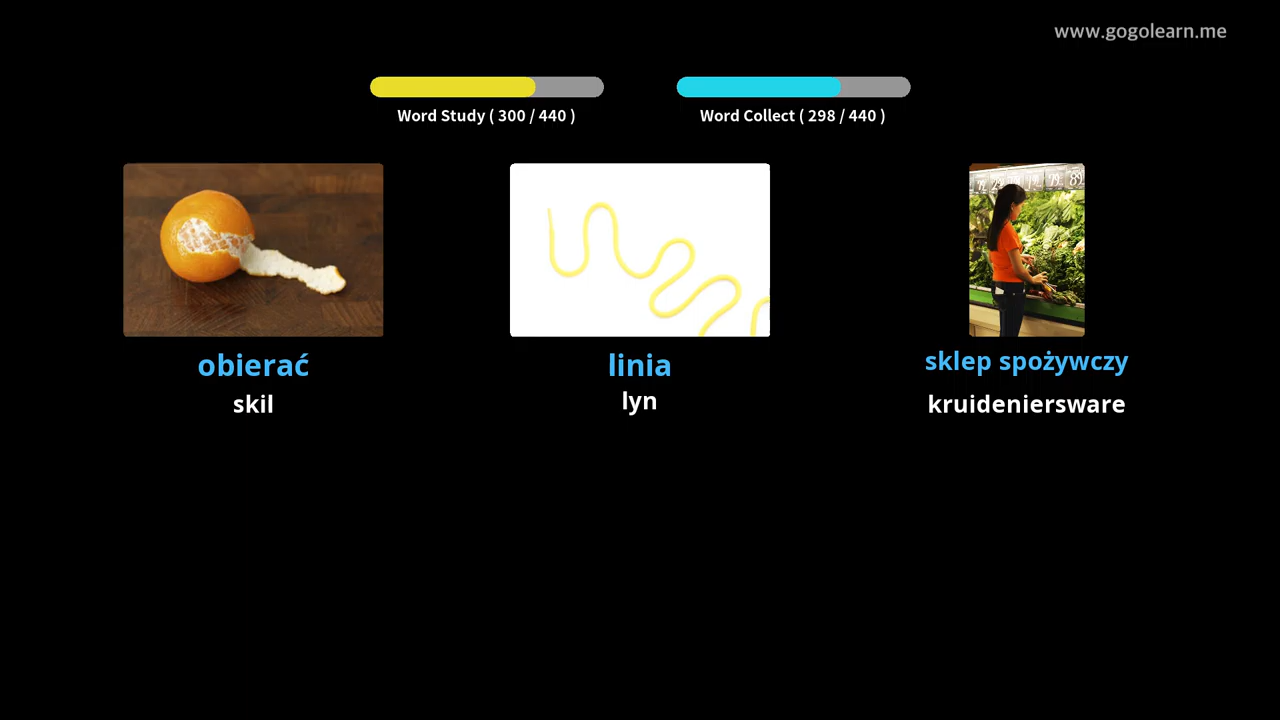 www.gogolearn.me
Word Study ( 300 / 440 )
Word Collect ( 298 / 440 )
obierać
linia
sklep spożywczy
skil
lyn
kruideniersware